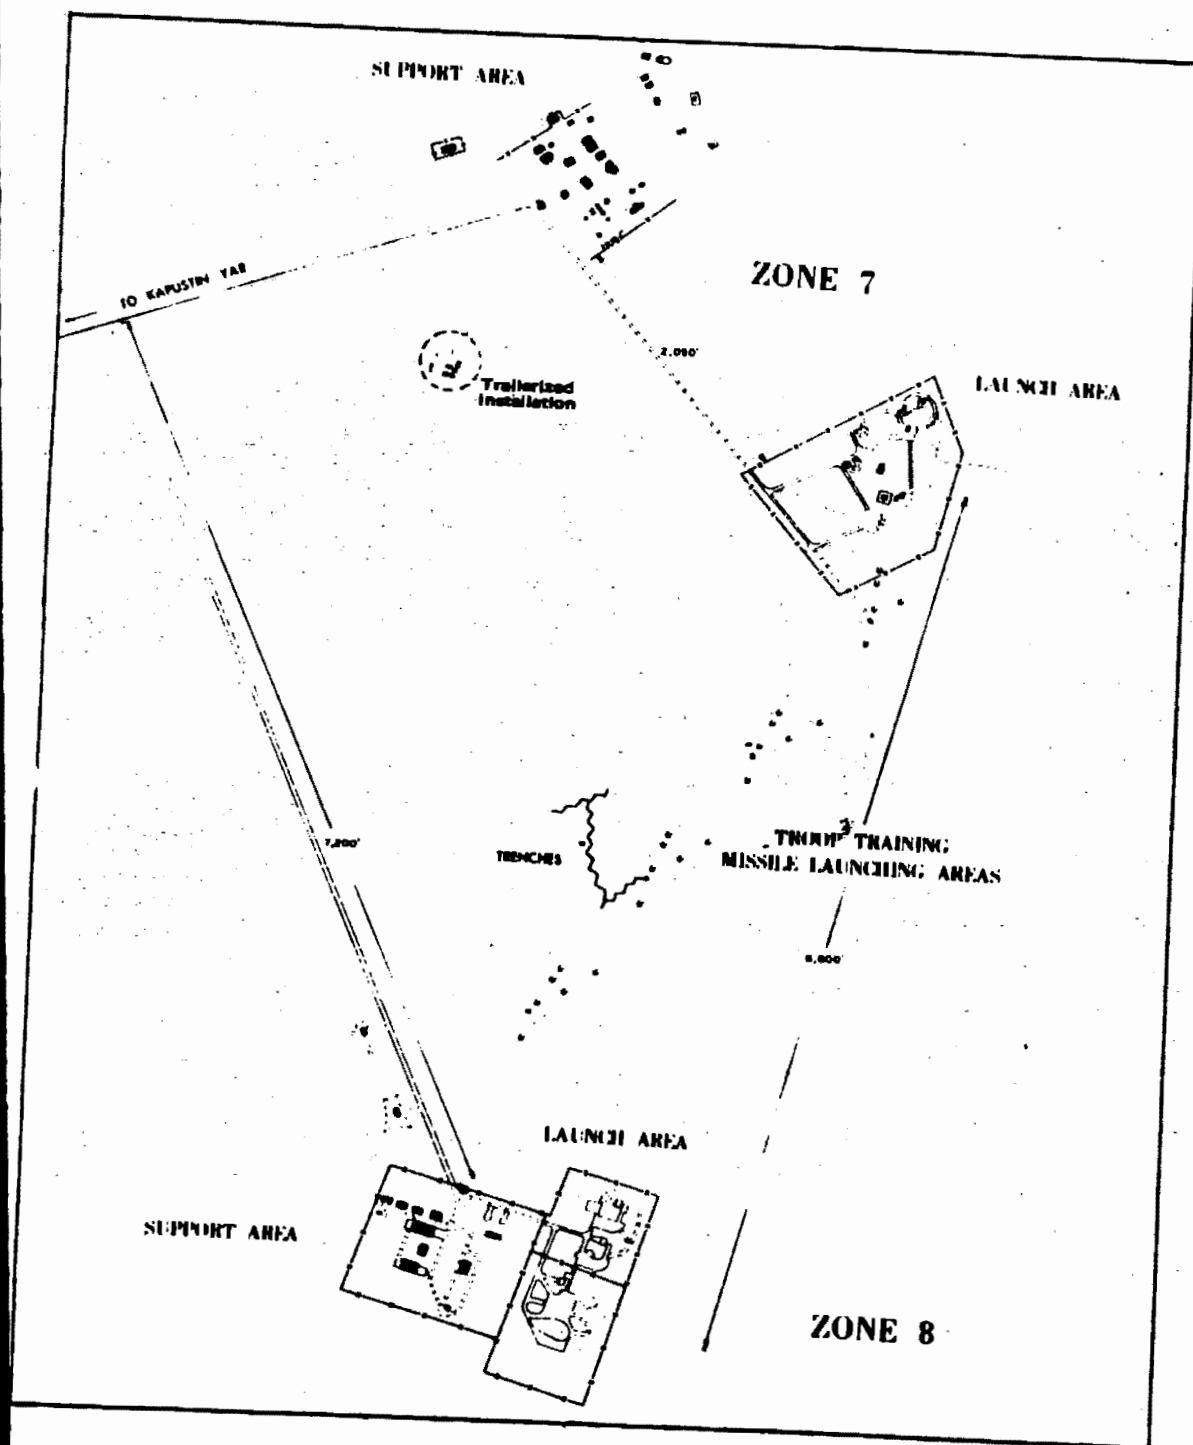 SUPPORT AREA
TO KAPUSTIN YAR
ZONE 7
2,090'
Trailerized
Installation
LAUNCH AREA
7,200'
TRENCHES
TROOP TRAINING
MISSILE LAUNCHING AREAS
LAUNCH AREA
SUPPORT AREA
ZONE 8